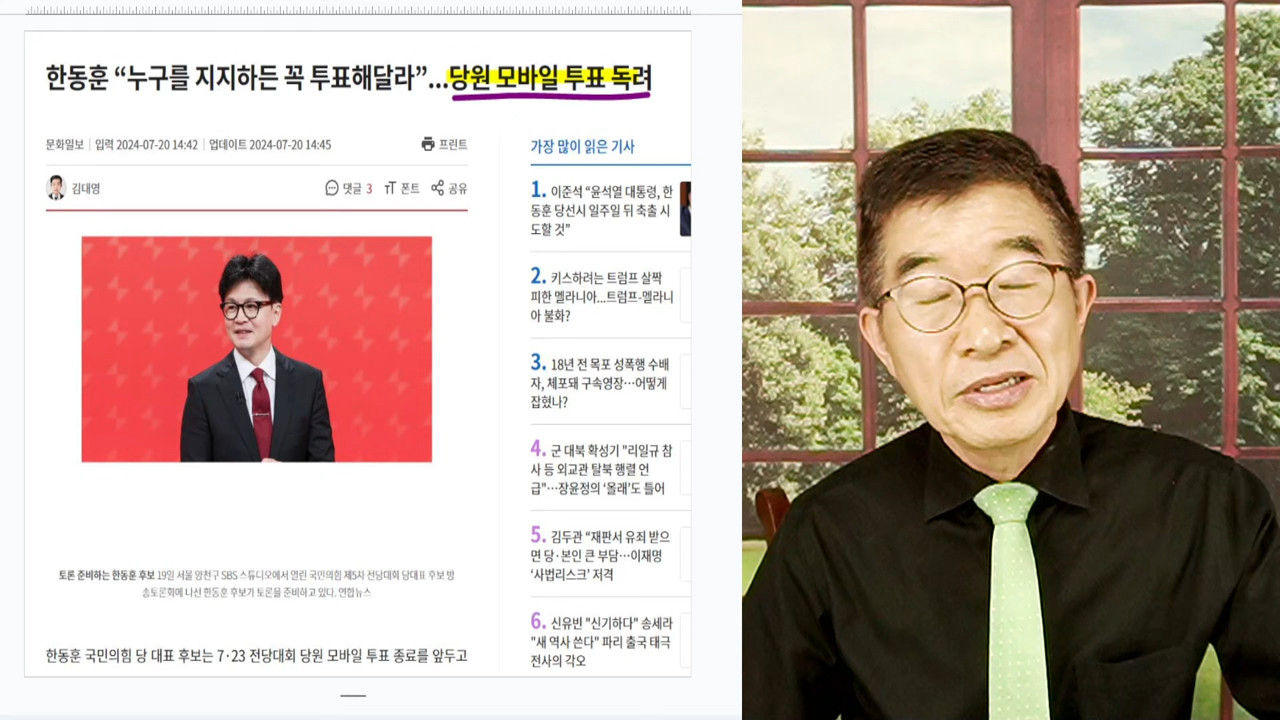 한동훈 “누구를 지지하든 꼭 투표해달라”...당원 모바일 투표 독려
문화일보 입력 2024-07-20 14:42 업데이트 2024-07-20 14:45
프린트
김대영
댓글 3 폰트 공유
토론 준비하는 한동훈 후보 19일 서울 양천구 SBS 스튜디오에서 열린 국민의힘 제5차 전당대회 당대표 후보 방
송토론회에 나선 한동훈 후보가 토론을 준비하고 있다. 연합뉴스
한동훈 국민의힘 당 대표 후보는 7·23 전당대회 당원 모바일 투표 종료를 앞두고
가장 많이 읽은 기사
1. 이준석 “윤석열 대통령, 한
동훈 당선시 일주일 뒤 축출 시
도할 것”
2. 키스하려는 트럼프 살짝
피한 멜라니아...트럼프-멜라니
아 불화?
3. 18년 전 목포 성폭행 수배
자, 체포돼 구속영장…어떻게
잡혔나?
4. 군 대북 확성기 "리일규 참
사 등 외교관 탈북 행렬 언
급"…장윤정의 ‘올래’도 틀어
5. 김두관 “재판서 유죄 받으
면 당·본인 큰 부담…이재명
‘사법리스크’ 저격
6. 신유빈 "신기하다" 송세라
"새 역사 쓴다" 파리 출국 태극
전사의 각오